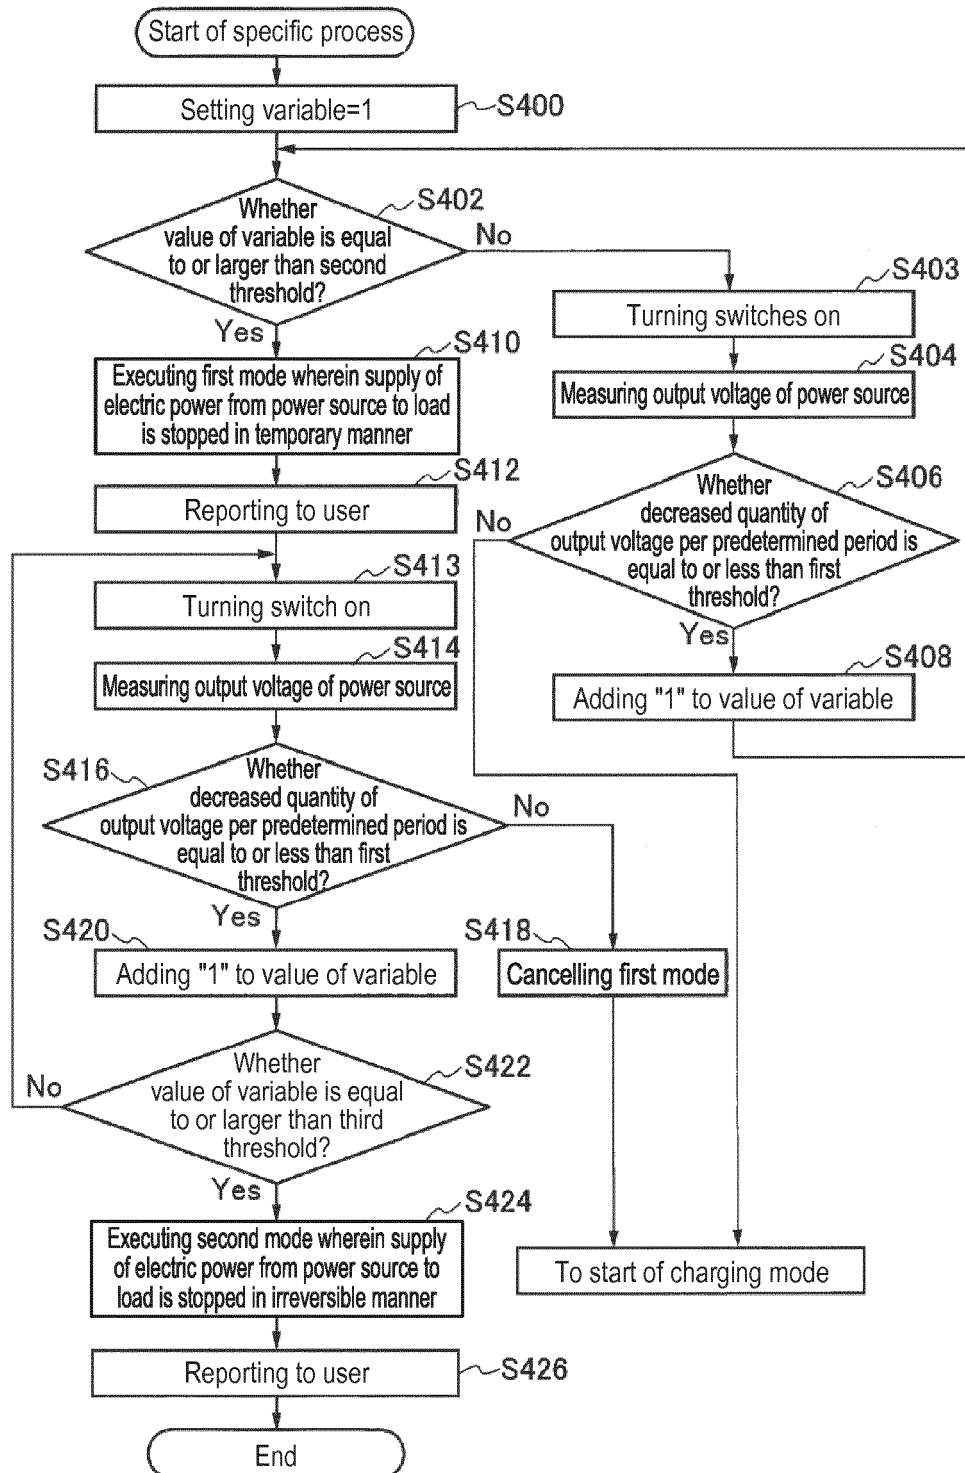 Start of specific process
Setting variable=1
S400
Whether
value of variable is equal
to or larger than second
threshold?
S402
No
Yes
S403
Turning switches on
S404
Measuring output voltage of power source
S406
Whether
decreased quantity of
output voltage per predetermined period is
equal to or less than first
threshold?
No
Yes
S408
Adding "1" to value of variable
S410
Executing first mode wherein supply of
electric power from power source to load
is stopped in temporary manner
S412
Reporting to user
S413
Turning switch on
S414
Measuring output voltage of power source
S416
Whether
decreased quantity of
output voltage per predetermined period is
equal to or less than first
threshold?
No
Yes
S418
Cancelling first mode
S420
Adding "1" to value of variable
S422
Whether
value of variable is equal
to or larger than third
threshold?
No
Yes
S424
Executing second mode wherein supply
of electric power from power source to
load is stopped in irreversible manner
To start of charging mode
Reporting to user
S426
End